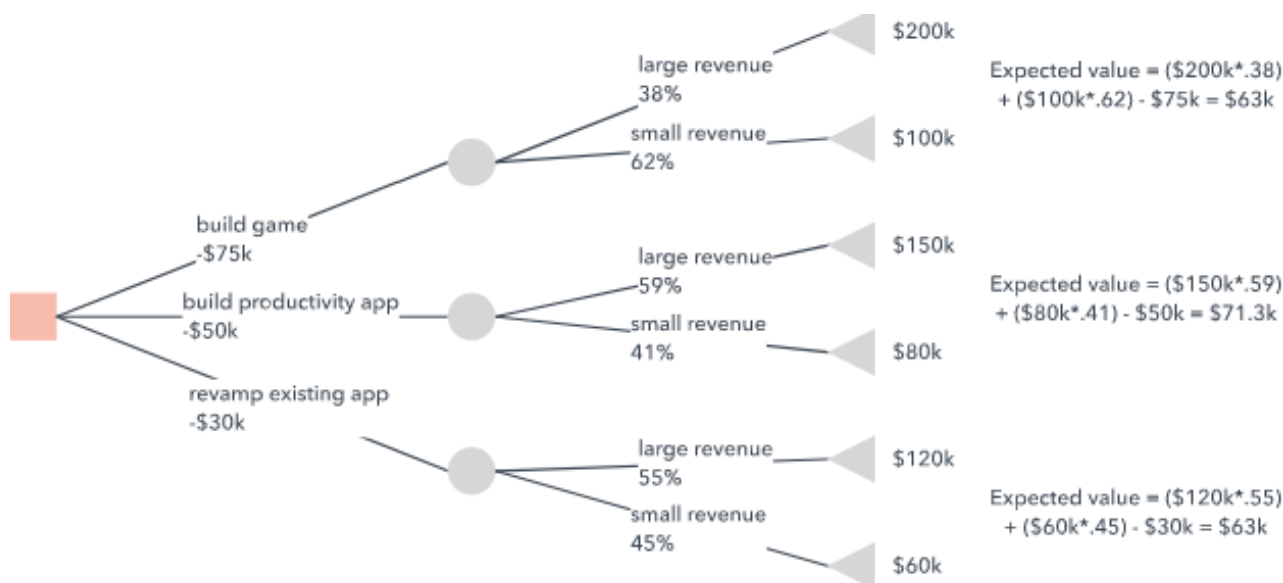 $200k
large revenue
38%
Expected value = ($200k*.38)
+ ($100k*.62) - $75k = $63k
small revenue
62%
$100k
build game
-$75k
large revenue
59%
$150k
build productivity app
-$50k
Expected value = ($150k*.59)
+ ($80k*.41) - $50k = $71.3k
small revenue
41%
$80k
revamp existing app
-$30k
large revenue
55%
$120k
Expected value = ($120k*.55)
+ ($60k*.45) - $30k = $63k
small revenue
45%
$60k